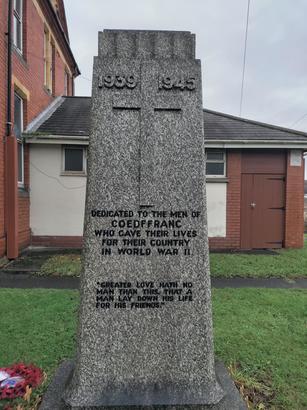 1939 1945
DEDICATED TO THE MEN OF
COEDFFRANC
WHO GAVE THEIR LIVES
FOR THEIR COUNTRY
IN WORLD WAR II
"GREATER LOVE HATH NO
MAN THAN THIS, THAT A
MAN LAY DOWN HIS LIFE
FOR HIS FRIENDS."